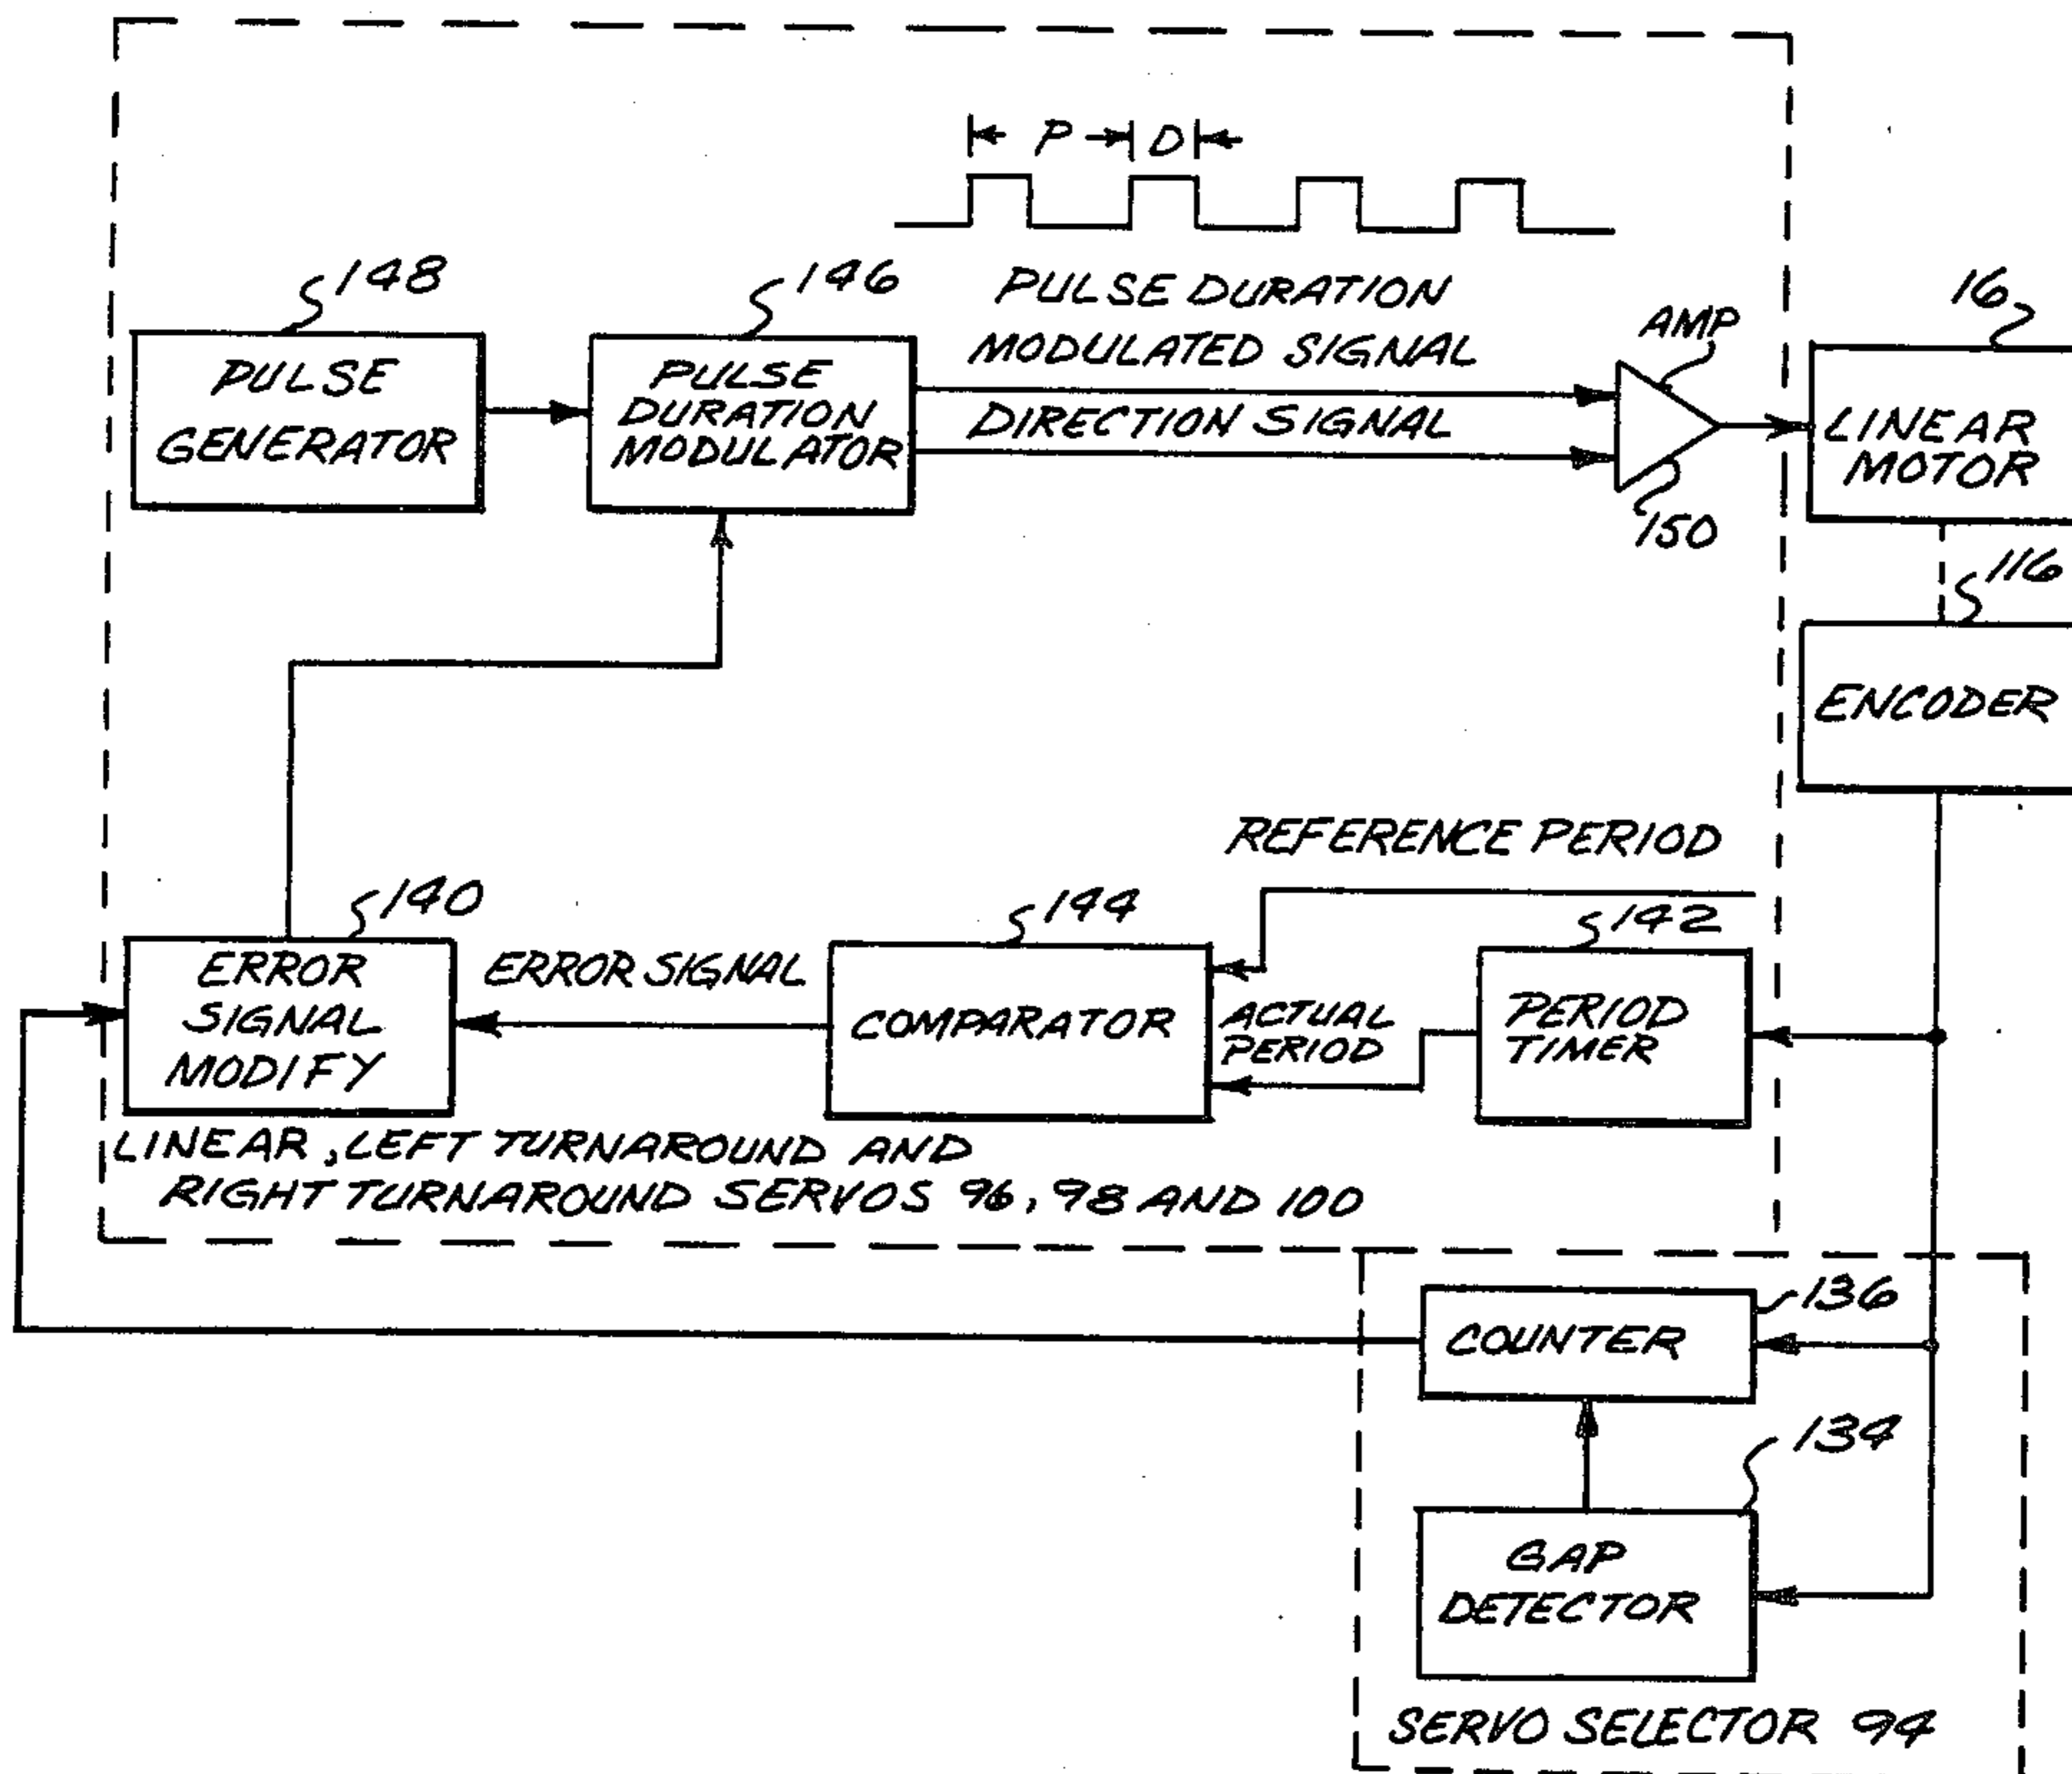 P D
148
146
PULSE DURATION
MODULATED SIGNAL
AMP
16
PULSE
GENERATOR
PULSE
DURATION
MODULATOR
DIRECTION SIGNAL
150
LINEAR
MOTOR
116
ENCODER
REFERENCE PERIOD
140
144
142
ERROR
SIGNAL
MODIFY
ERROR SIGNAL
COMPARATOR
ACTUAL
PERIOD
PERIOD
TIMER
LINEAR, LEFT TURNAROUND AND
RIGHT TURNAROUND SERVOS 96, 98 AND 100
136
COUNTER
134
GAP
DETECTOR
SERVO SELECTOR 94